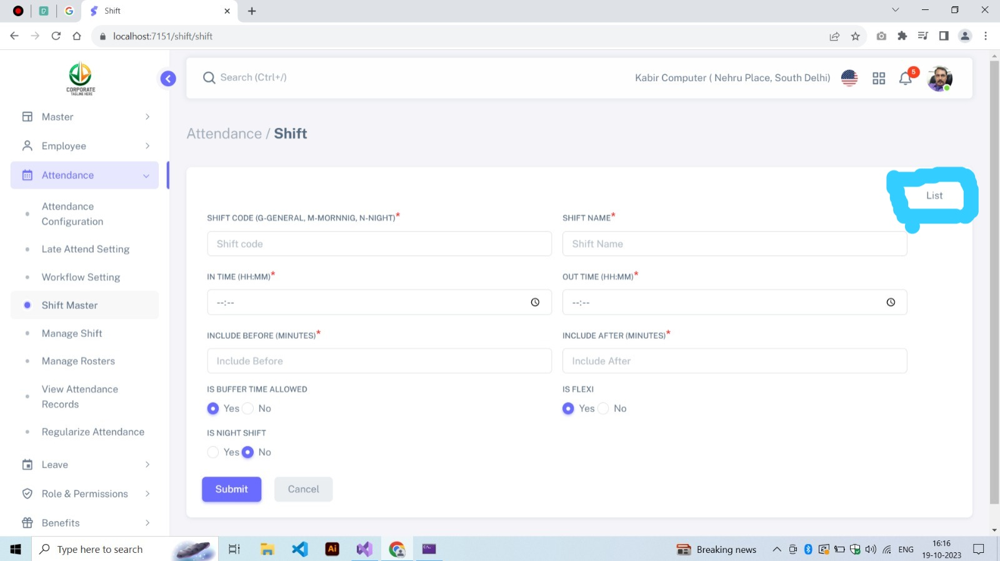 Shift
localhost:7151/shift/shift
CORPORATE
TAGLINE HERE
Search (Ctrl+/)
Kabir Computer ( Nehru Place, South Delhi)
5
Master
Employee
Attendance
Attendance
Configuration
Late Attend Setting
Workflow Setting
Shift Master
Manage Shift
Manage Rosters
View Attendance
Records
Regularize Attendance
Leave
Role & Permissions
Benefits
Attendance / Shift
List
SHIFT CODE (G-GENERAL, M-MORNNIG, N-NIGHT)*
SHIFT NAME*
Shift code
Shift Name
IN TIME (HH:MM)*
OUT TIME (HH:MM)*
--:--
--:--
INCLUDE BEFORE (MINUTES)*
INCLUDE AFTER (MINUTES)*
Include Before
Include After
IS BUFFER TIME ALLOWED
IS FLEXI
Yes No
Yes No
IS NIGHT SHIFT
Yes No
Submit
Cancel
Type here to search
Ai
Breaking news
ENG
16:16
19-10-2023